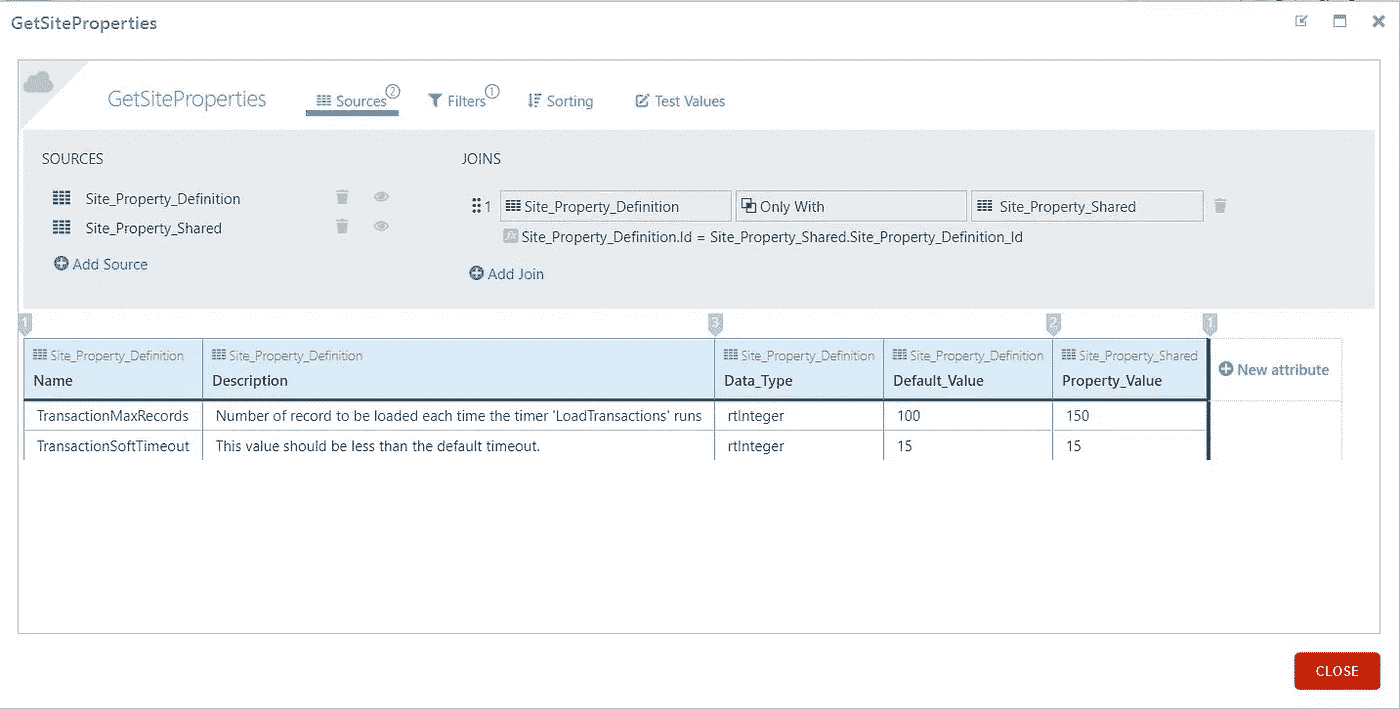 GetSiteProperties
GetSiteProperties Sources 2 Filters 1 Sorting Test Values
SOURCES JOINS
Site_Property_Definition
Site_Property_Shared
Add Source
1 Site_Property_Definition Only With Site_Property_Shared
fx Site_Property_Definition.Id = Site_Property_Shared.Site_Property_Definition_Id
Add Join
1 3 2 1
Site_Property_Definition Site_Property_Definition Site_Property_Definition Site_Property_Definition Site_Property_Shared
Name Description Data_Type Default_Value Property_Value
New attribute
TransactionMaxRecords Number of record to be loaded each time the timer 'LoadTransactions' runs rtInteger 100 150
TransactionSoftTimeout This value should be less than the default timeout. rtInteger 15 15
CLOSE